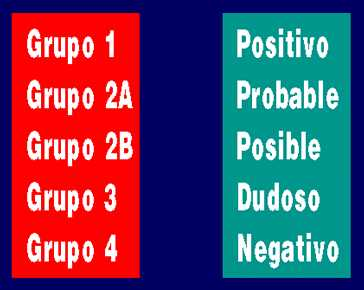 Grupo 1 Positivo
Grupo 2A Probable
Grupo 2B Posible
Grupo 3 Dudoso
Grupo 4 Negativo